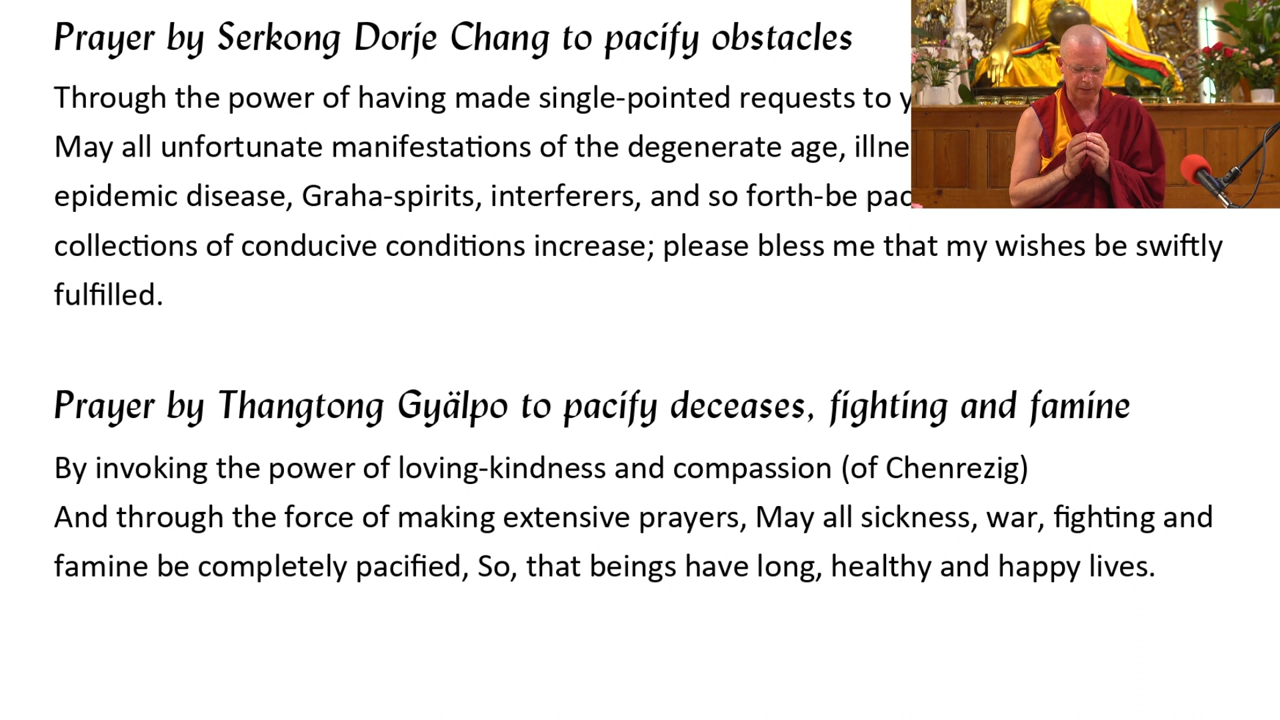 Prayer by Serkong Dorje Chang to pacify obstacles
Through the power of having made single-pointed requests to
May all unfortunate manifestations of the degenerate age,
epidemic disease, Graha-spirits, interferers, and so forth-be
collections of conducive conditions increase; please bless me that my wishes be swiftly
fulfilled.
Prayer by Thangtong Gyälpo to pacify deceases, fighting and famine
By invoking the power of loving-kindness and compassion (of Chenrezig)
And through the force of making extensive prayers, May all sickness, war, fighting and
famine be completely pacified, So, that beings have long, healthy and happy lives.